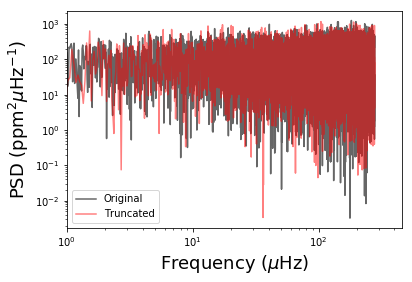 PSD (ppm²μHz⁻¹)
10³
10²
10¹
10⁰
10⁻¹
10⁻²
Original
Truncated
10⁰
10¹
10²
Frequency (μHz)